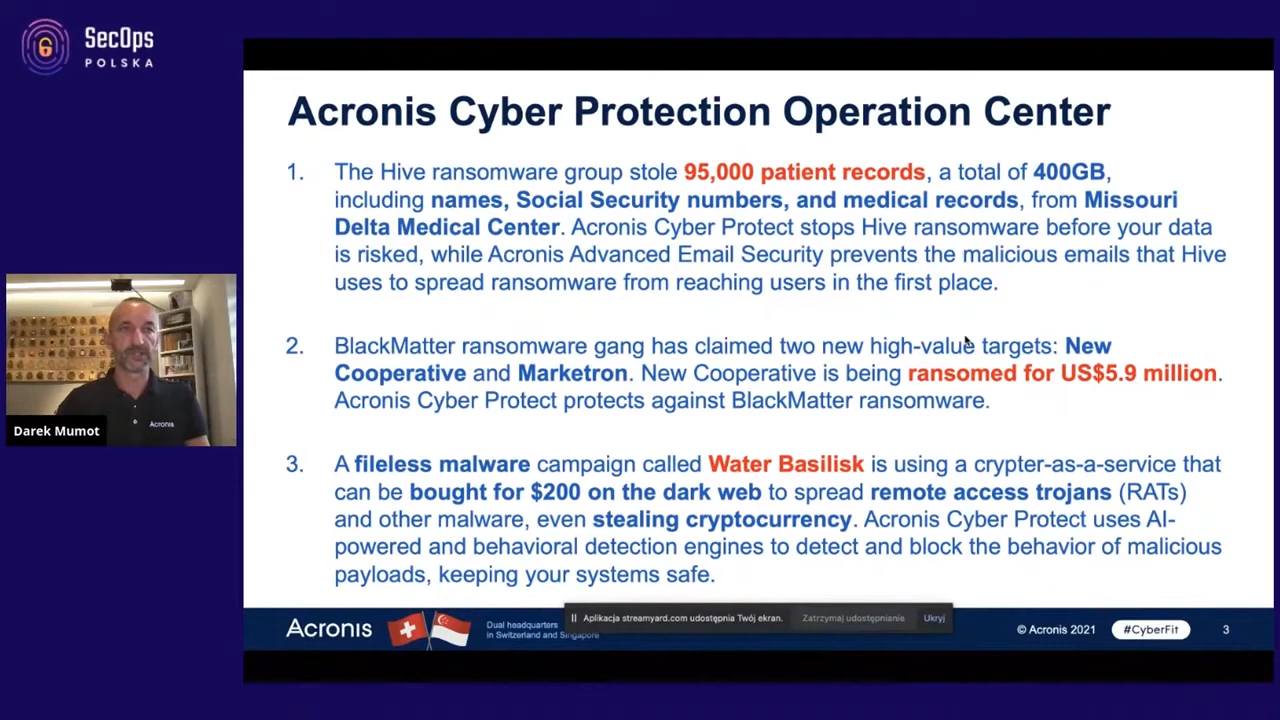 SecOps
POLSKA
Acronis Cyber Protection Operation Center
1. The Hive ransomware group stole 95,000 patient records, a total of 400GB,
including names, Social Security numbers, and medical records, from Missouri
Delta Medical Center. Acronis Cyber Protect stops Hive ransomware before your data
is risked, while Acronis Advanced Email Security prevents the malicious emails that Hive
uses to spread ransomware from reaching users in the first place.
2. BlackMatter ransomware gang has claimed two new high-value targets: New
Cooperative and Marketron. New Cooperative is being ransomed for US$5.9 million.
Acronis Cyber Protect protects against BlackMatter ransomware.
3. A fileless malware campaign called Water Basilisk is using a crypter-as-a-service that
can be bought for $200 on the dark web to spread remote access trojans (RATs)
and other malware, even stealing cryptocurrency. Acronis Cyber Protect uses AI-
powered and behavioral detection engines to detect and block the behavior of malicious
payloads, keeping your systems safe.
Acronis
Darek Mumot
Acronis
Dual headquarters
in Switzerland and Singapore
Aplikacja streamyard.com udostępnia Twój ekran.
Zatrzymaj udostępnianie
Ukryj
© Acronis 2021
#CyberFit
3